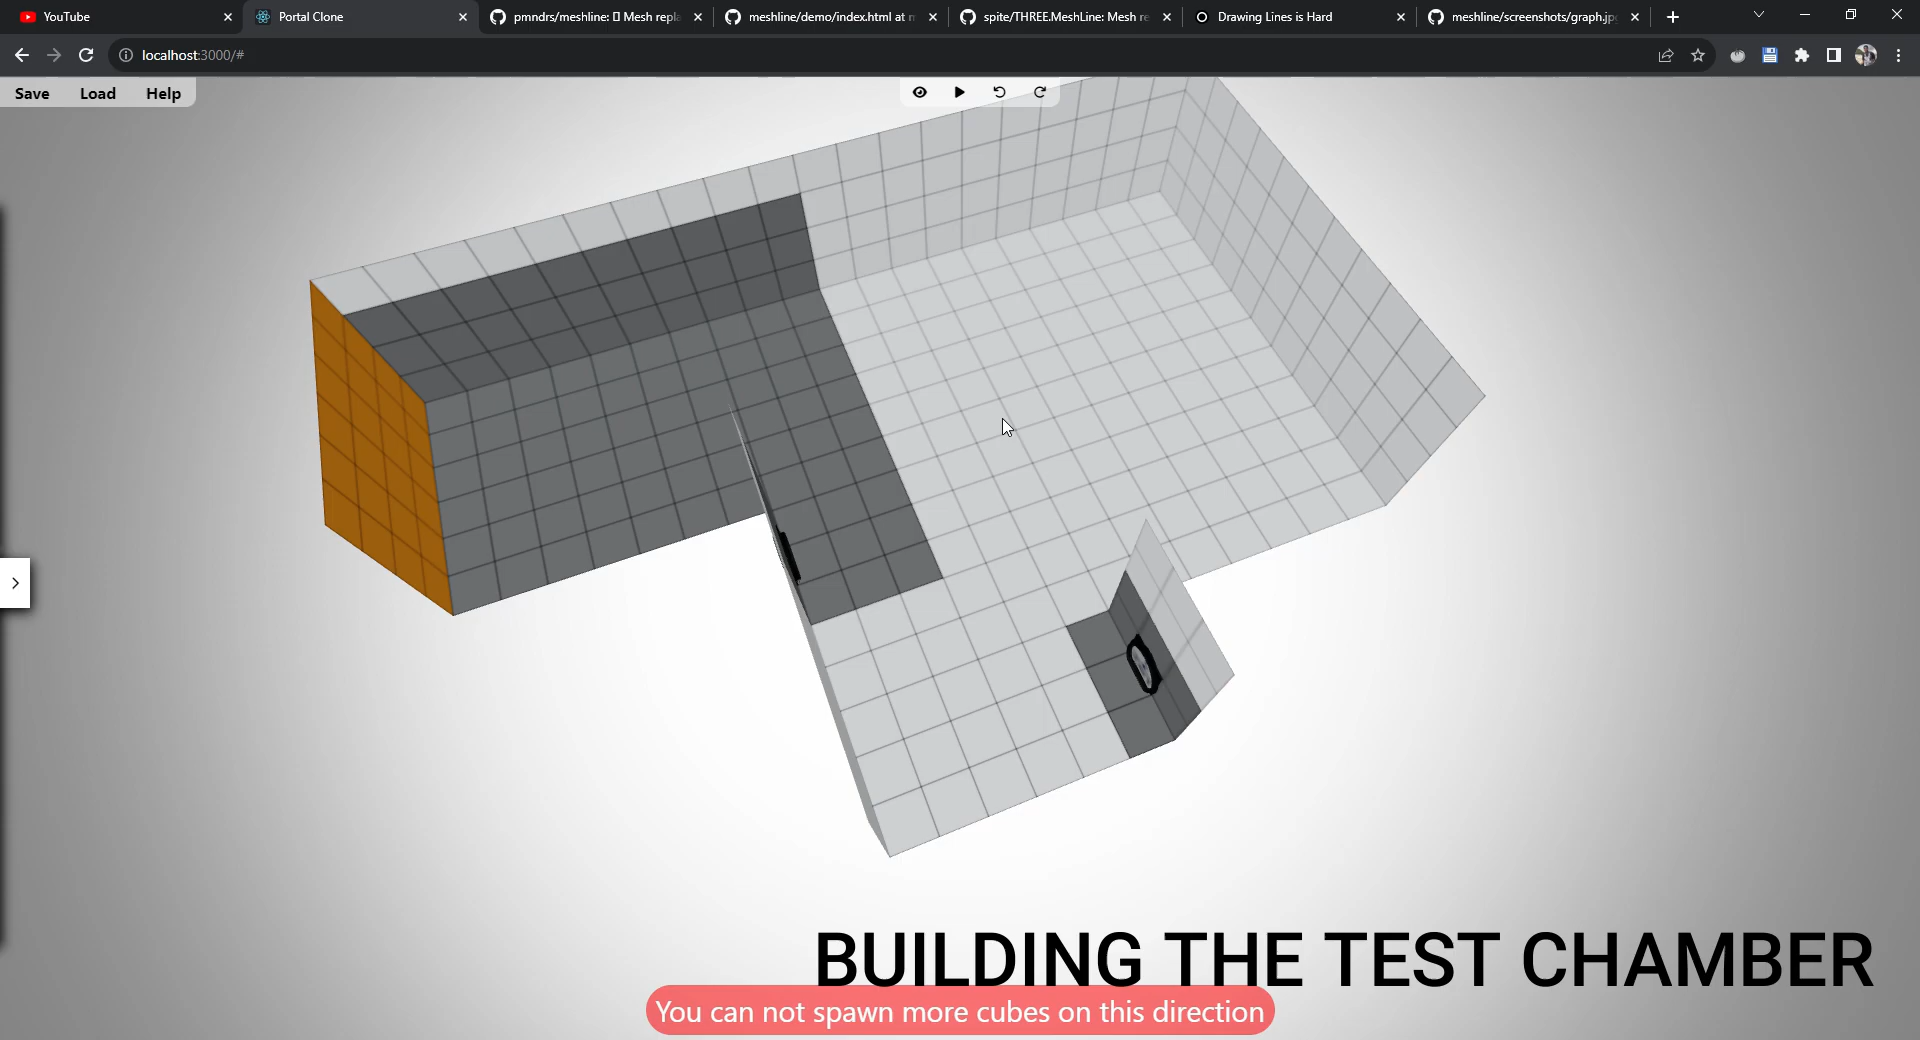 YouTube
Portal Clone
pmndrs/meshline: Mesh repla
meshline/demo/index.html at m
spite/THREE.MeshLine: Mesh re
Drawing Lines is Hard
meshline/screenshots/graph.jp
localhost:3000/#
Save Load Help
BUILDING THE TEST CHAMBER
You can not spawn more cubes on this direction